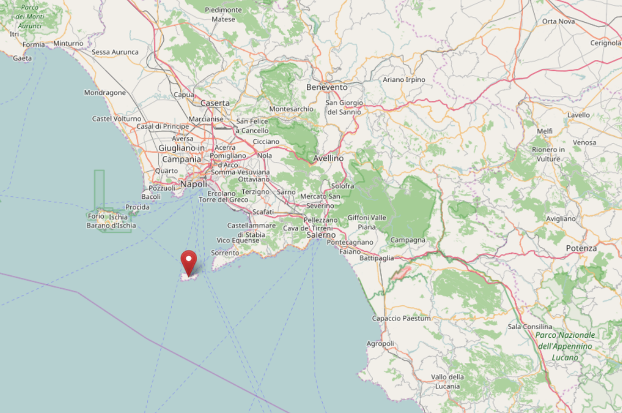 Parco
dei Monti
Aurunci
Itri
Formia
Minturno
Gaeta
Sessa Aurunca
Piedimonte
Matese
Orta Nova
Cerignola
Mondragone
Capua
Caserta
Benevento
Ariano Irpino
Montesarchio
San Giorgio
del Sannio
Castel Volturno
Marcianise
Casal di Principe
San Felice
a Cancello
Lavello
Aversa
Cicciano
Melfi
Giugliano in
Campania
Acerra
Pomigliano
d'Arco
Nola
Avellino
Rionero in
Vulture
Venosa
Quarto
Somma Vesuviana
Ottaviano
Napoli
Pozzuoli
Bacoli
Ercolano
Torre del Greco
Terzigno
Sarno
Solofra
Mercato San
Severino
Procida
Forio
Ischia
Barano d'Ischia
Scafati
Pellezzano
Gifoni Valle
Piana
Avigliano
Castellammare
di Stabia
Cava de' Tirreni
Salerno
Vico Equense
Pontecagnano
Faiano
Campagna
Sorrento
Battipaglia
Potenza
Capaccio Paestum
Sala Consilina
Parco Nazionale
dell'Appennino
Lucano
Agropoli
Vallo della
Lucania